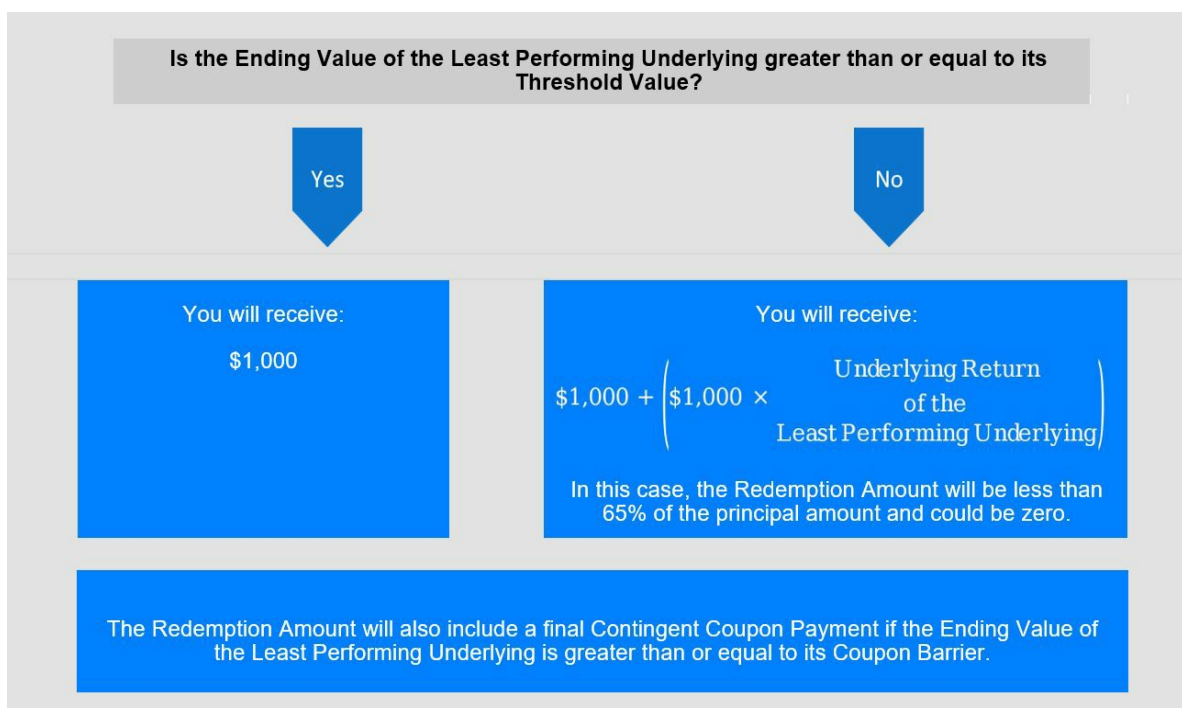 Is the Ending Value of the Least Performing Underlying greater than or equal to its
Threshold Value?
Yes
No
You will receive:
$1,000
You will receive:
$1,000 + ($1,000 × Underlying Return
of the
Least Performing Underlying)
In this case, the Redemption Amount will be less than
65% of the principal amount and could be zero.
The Redemption Amount will also include a final Contingent Coupon Payment if the Ending Value of
the Least Performing Underlying is greater than or equal to its Coupon Barrier.